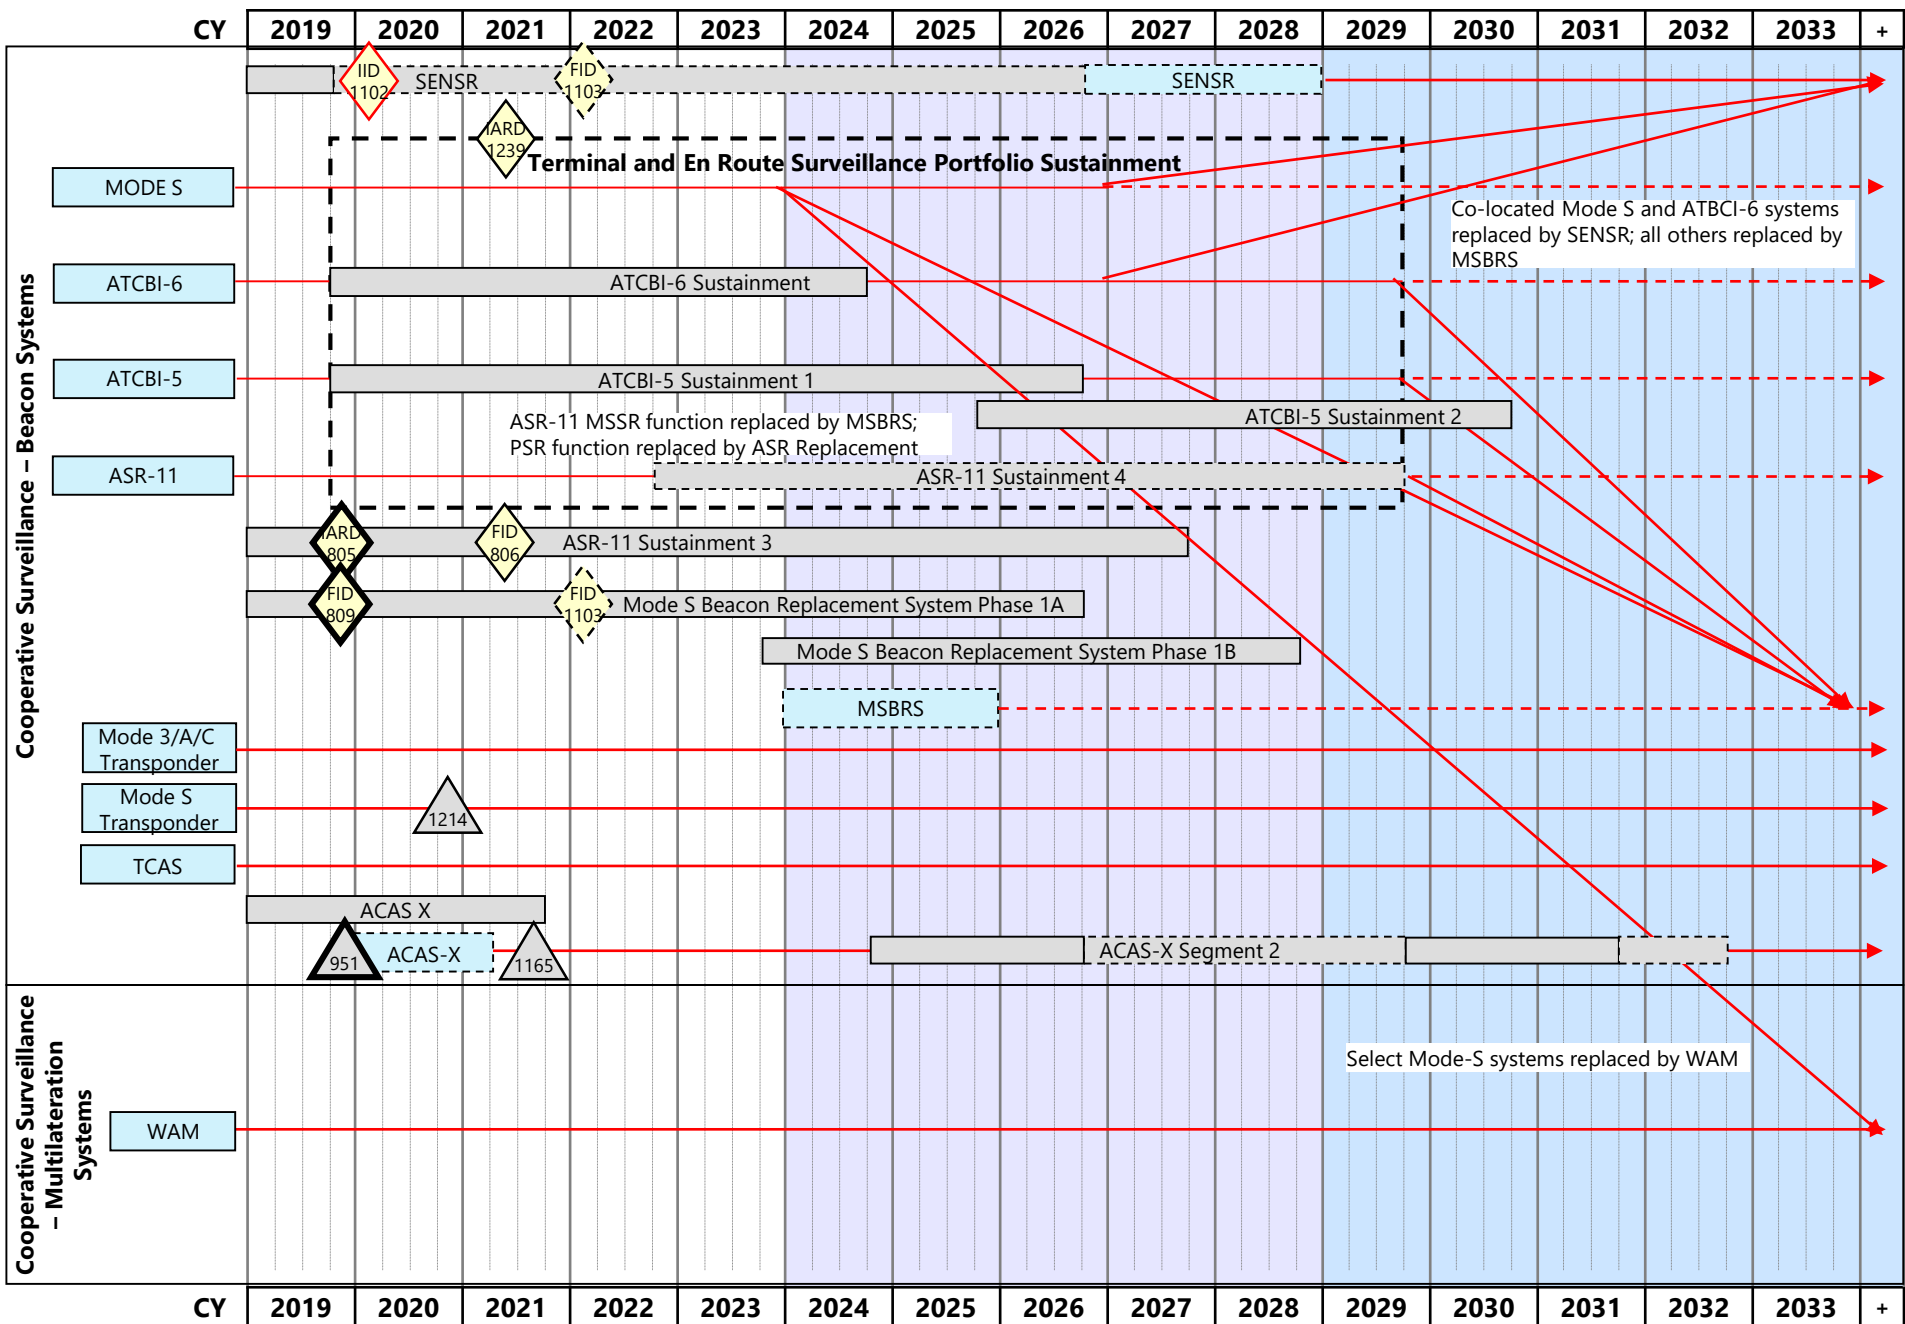 CY 2019 2020 2021 2022 2023 2024 2025 2026 2027 2028 2029 2030 2031 2032 2033 +
Cooperative Surveillance – Beacon Systems
IID
1102
SENSR
FID
1103
SENSR
IARD
1239
Terminal and En Route Surveillance Portfolio Sustainment
MODE S
Co-located Mode S and ATBCI-6 systems
replaced by SENSR; all others replaced by
MSBRS
ATCBI-6
ATCBI-6 Sustainment
ATCBI-5
ATCBI-5 Sustainment 1
ATCBI-5 Sustainment 2
ASR-11 MSSR function replaced by MSBRS;
PSR function replaced by ASR Replacement
ASR-11
ASR-11 Sustainment 4
IARD
805
FID
806
ASR-11 Sustainment 3
FID
809
FID
1103
Mode S Beacon Replacement System Phase 1A
Mode S Beacon Replacement System Phase 1B
MSBRS
Mode 3/A/C
Transponder
Mode S
Transponder
1214
TCAS
ACAS X
951
ACAS-X
1165
ACAS-X Segment 2
Cooperative Surveillance
– Multilateration
Systems
Select Mode-S systems replaced by WAM
WAM
CY 2019 2020 2021 2022 2023 2024 2025 2026 2027 2028 2029 2030 2031 2032 2033 +